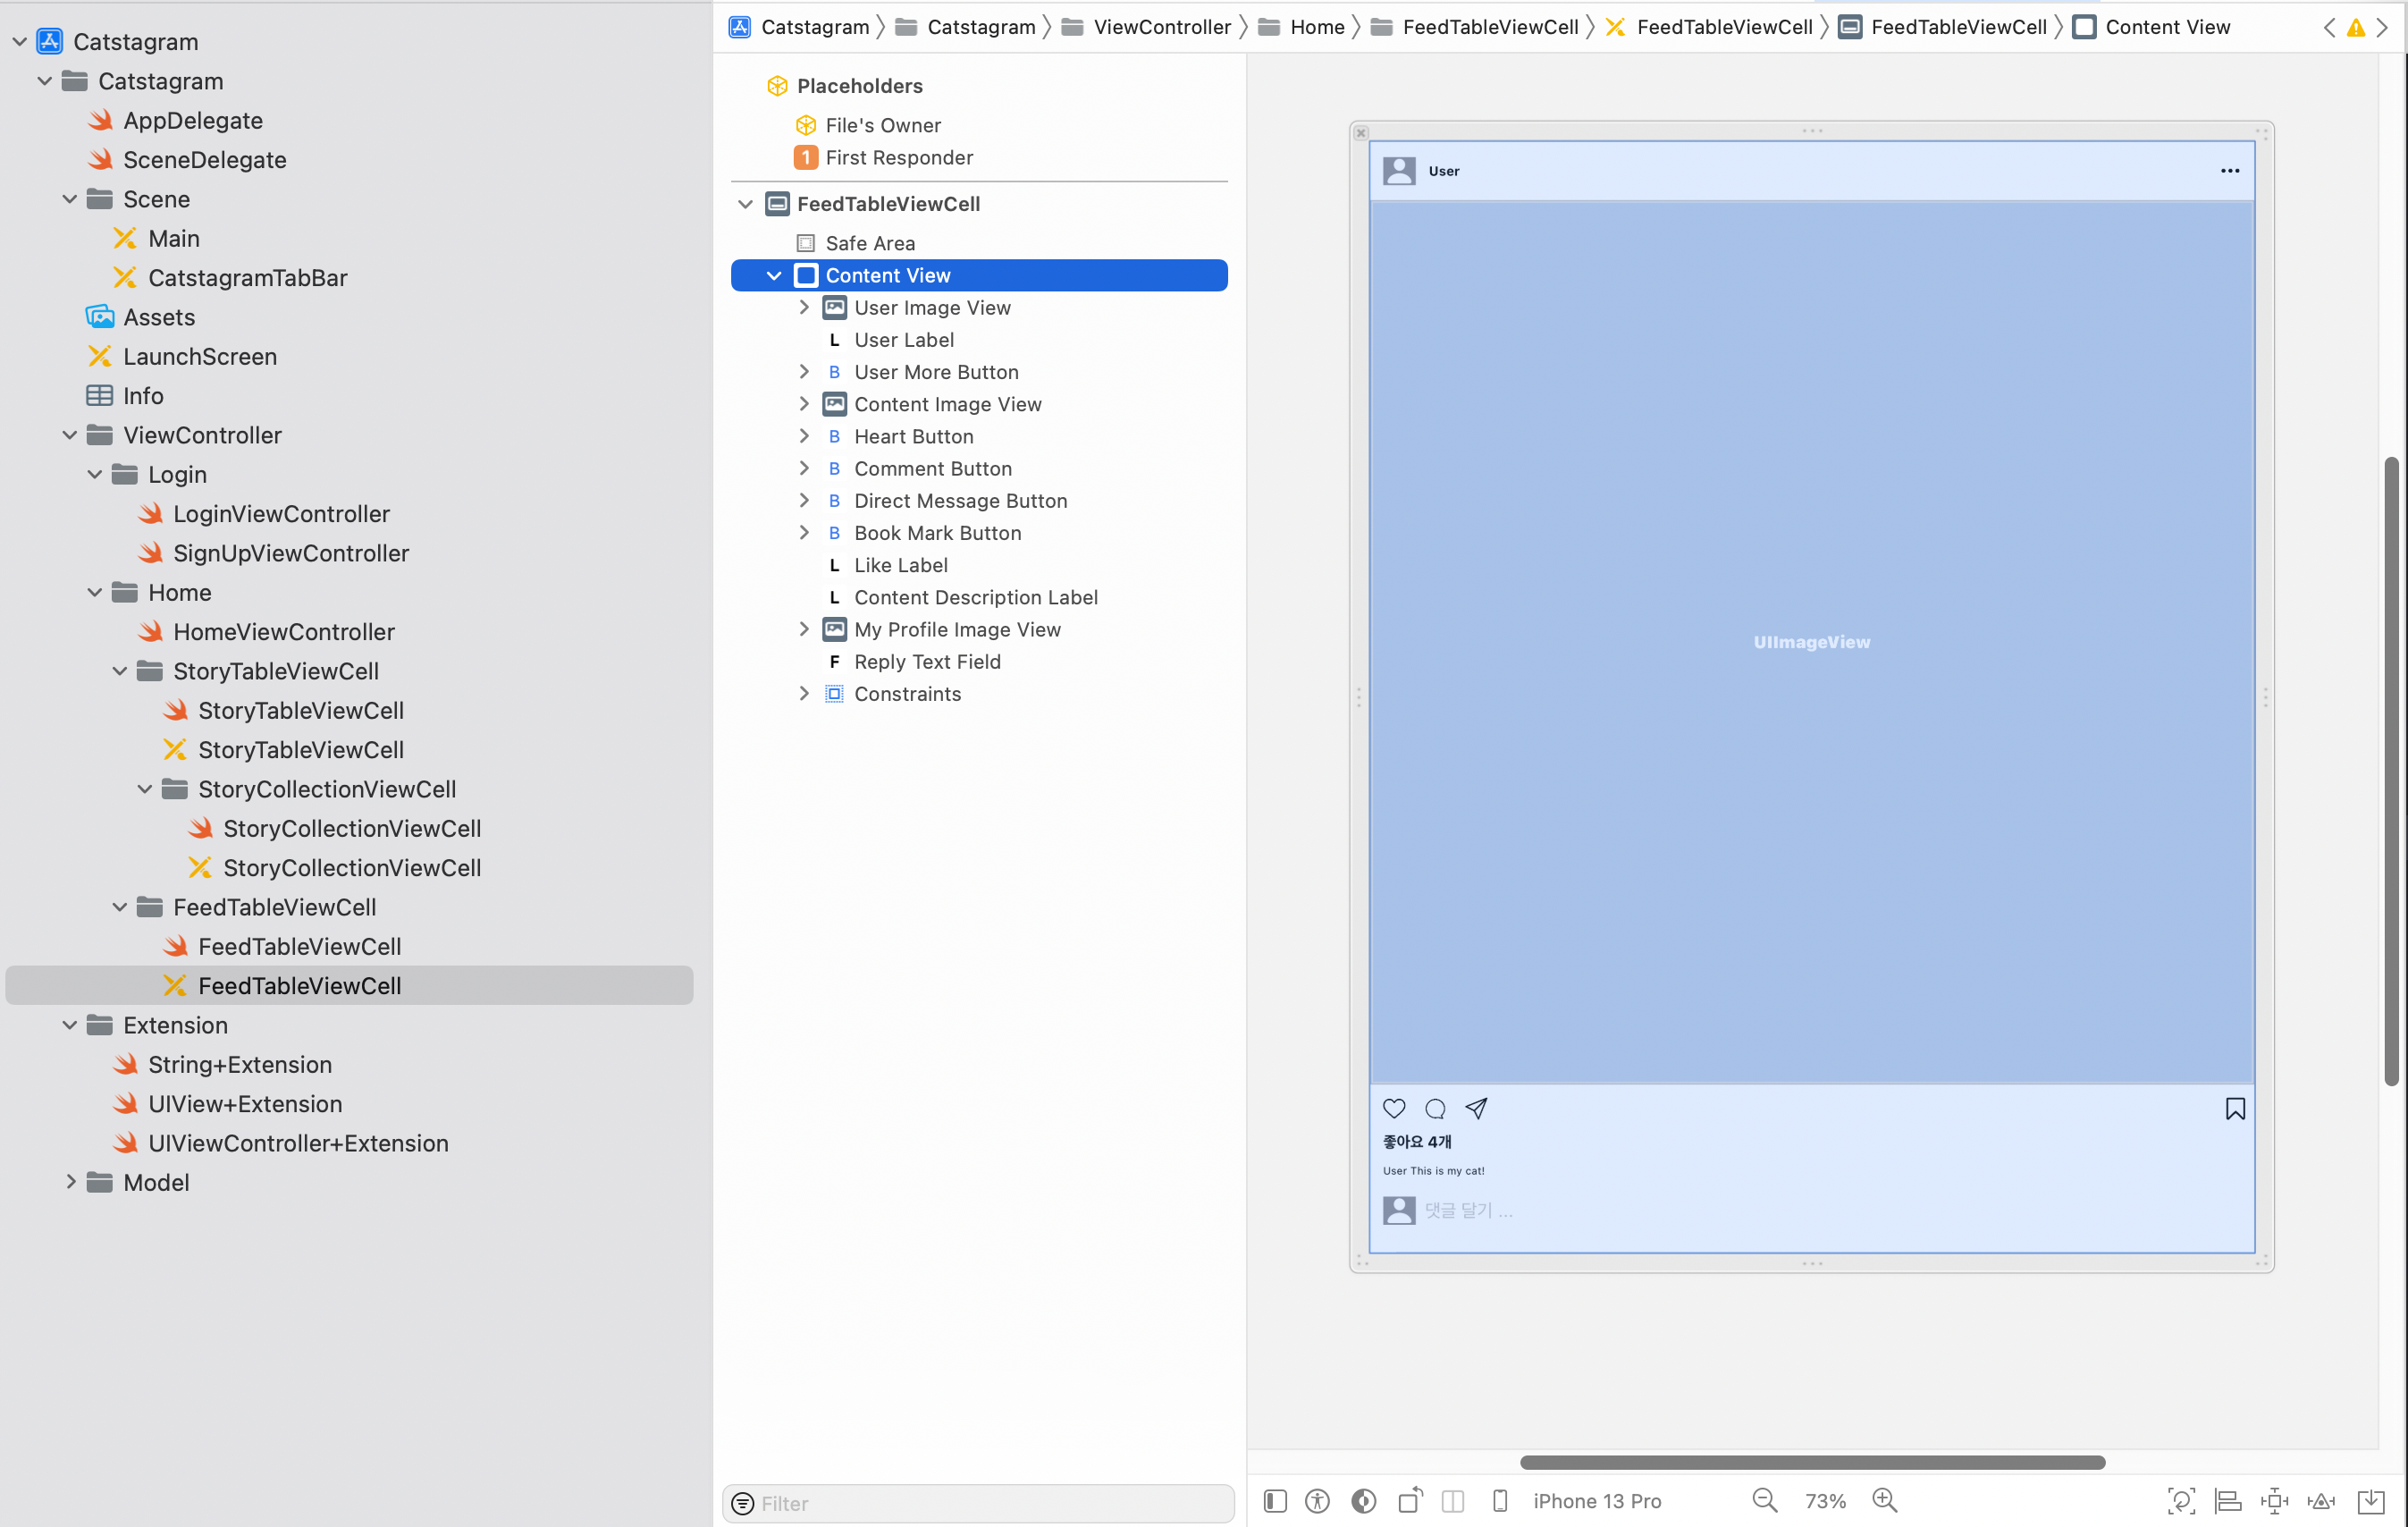 Catstagram
Catstagram
AppDelegate
SceneDelegate
Scene
Main
CatstagramTabBar
Assets
LaunchScreen
Info
ViewController
Login
LoginViewController
SignUpViewController
Home
HomeViewController
StoryTableViewCell
StoryTableViewCell
StoryTableViewCell
StoryCollectionViewCell
StoryCollectionViewCell
StoryCollectionViewCell
FeedTableViewCell
FeedTableViewCell
FeedTableViewCell
Extension
String+Extension
UIView+Extension
UIViewController+Extension
Model
Catstagram Catstagram ViewController Home FeedTableViewCell FeedTableViewCell FeedTableViewCell Content View
Placeholders
File's Owner
1 First Responder
FeedTableViewCell
Safe Area
Content View
User Image View
L User Label
B User More Button
Content Image View
B Heart Button
B Comment Button
B Direct Message Button
B Book Mark Button
L Like Label
L Content Description Label
My Profile Image View
F Reply Text Field
Constraints
Filter
User
UIImageView
좋아요 4개
User This is my cat!
댓글 달기 ...
iPhone 13 Pro 73%